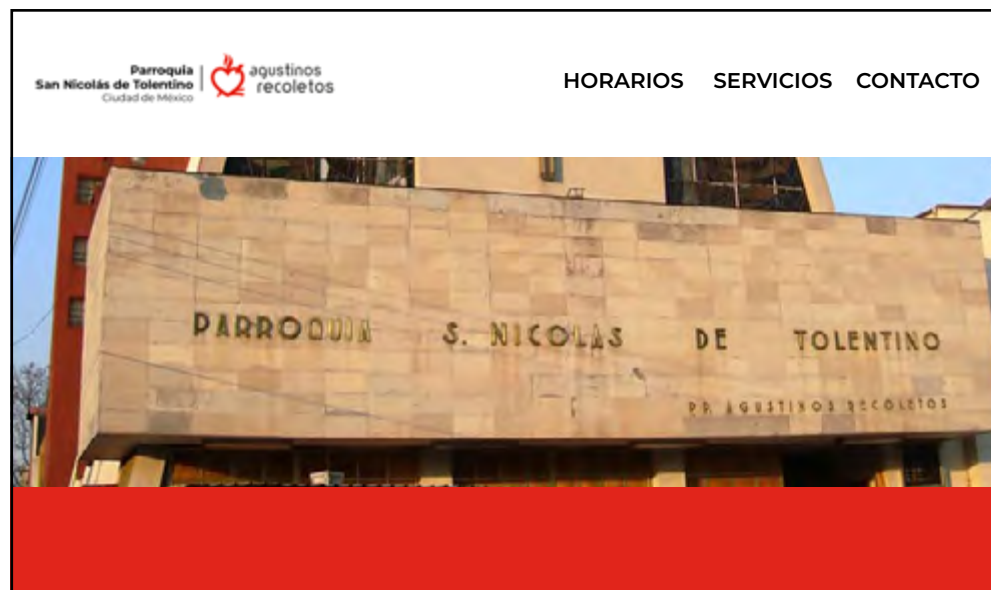 Parroquia
San Nicolás de Tolentino
Ciudad de México
agustinos
recoletos
HORARIOS SERVICIOS CONTACTO
PARROQUIA S. NICOLAS DE TOLENTINO
P.P. AGUSTINOS RECOLETOS